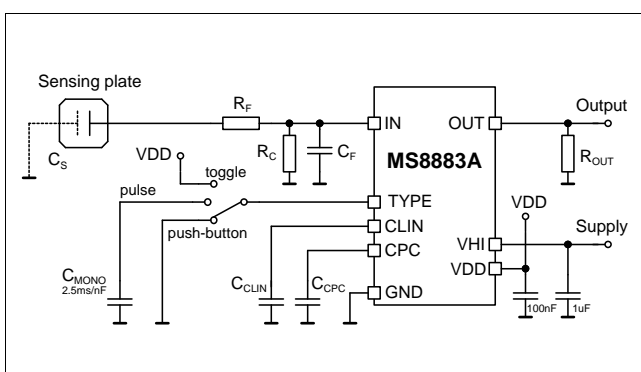 Sensing plate
CS
RF
RC
CF
VDD
toggle
pulse
push-button
CMONO
2.5ms/nF
CCLIN
CCPC
IN
TYPE
CLIN
CPC
GND
MS8883A
OUT
VHI
VDD
Output
ROUT
VDD
Supply
100nF
1uF